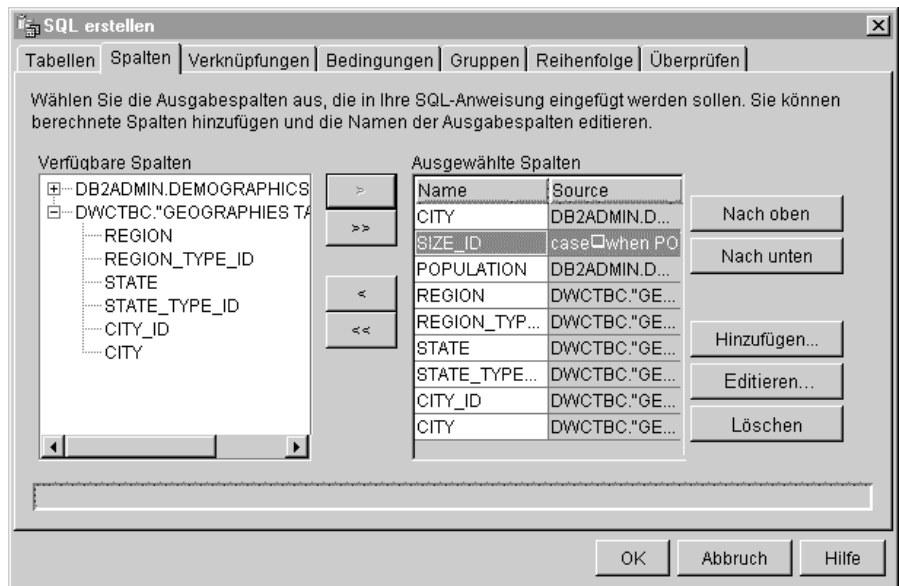 SQL erstellen
Tabellen Spalten Verknüpfungen Bedingungen Gruppen Reihenfolge Überprüfen
Wählen Sie die Ausgabespalten aus, die in Ihre SQL-Anweisung eingefügt werden sollen. Sie können
berechnete Spalten hinzufügen und die Namen der Ausgabespalten editieren.
Verfügbare Spalten
DB2ADMIN.DEMOGRAPHICS
DWCTBC."GEOGRAPHIES TA
REGION
REGION_TYPE_ID
STATE
STATE_TYPE_ID
CITY_ID
CITY
>
>>
<
<<
Ausgewählte Spalten
Name Source
CITY DB2ADMIN.D...
SIZE_ID case□when PO
POPULATION DB2ADMIN.D...
REGION DWCTBC."GE...
REGION_TYP... DWCTBC."GE...
STATE DWCTBC."GE...
STATE_TYPE... DWCTBC."GE...
CITY_ID DWCTBC."GE...
CITY DWCTBC."GE...
Nach oben
Nach unten
Hinzufügen...
Editieren...
Löschen
OK Abbruch Hilfe